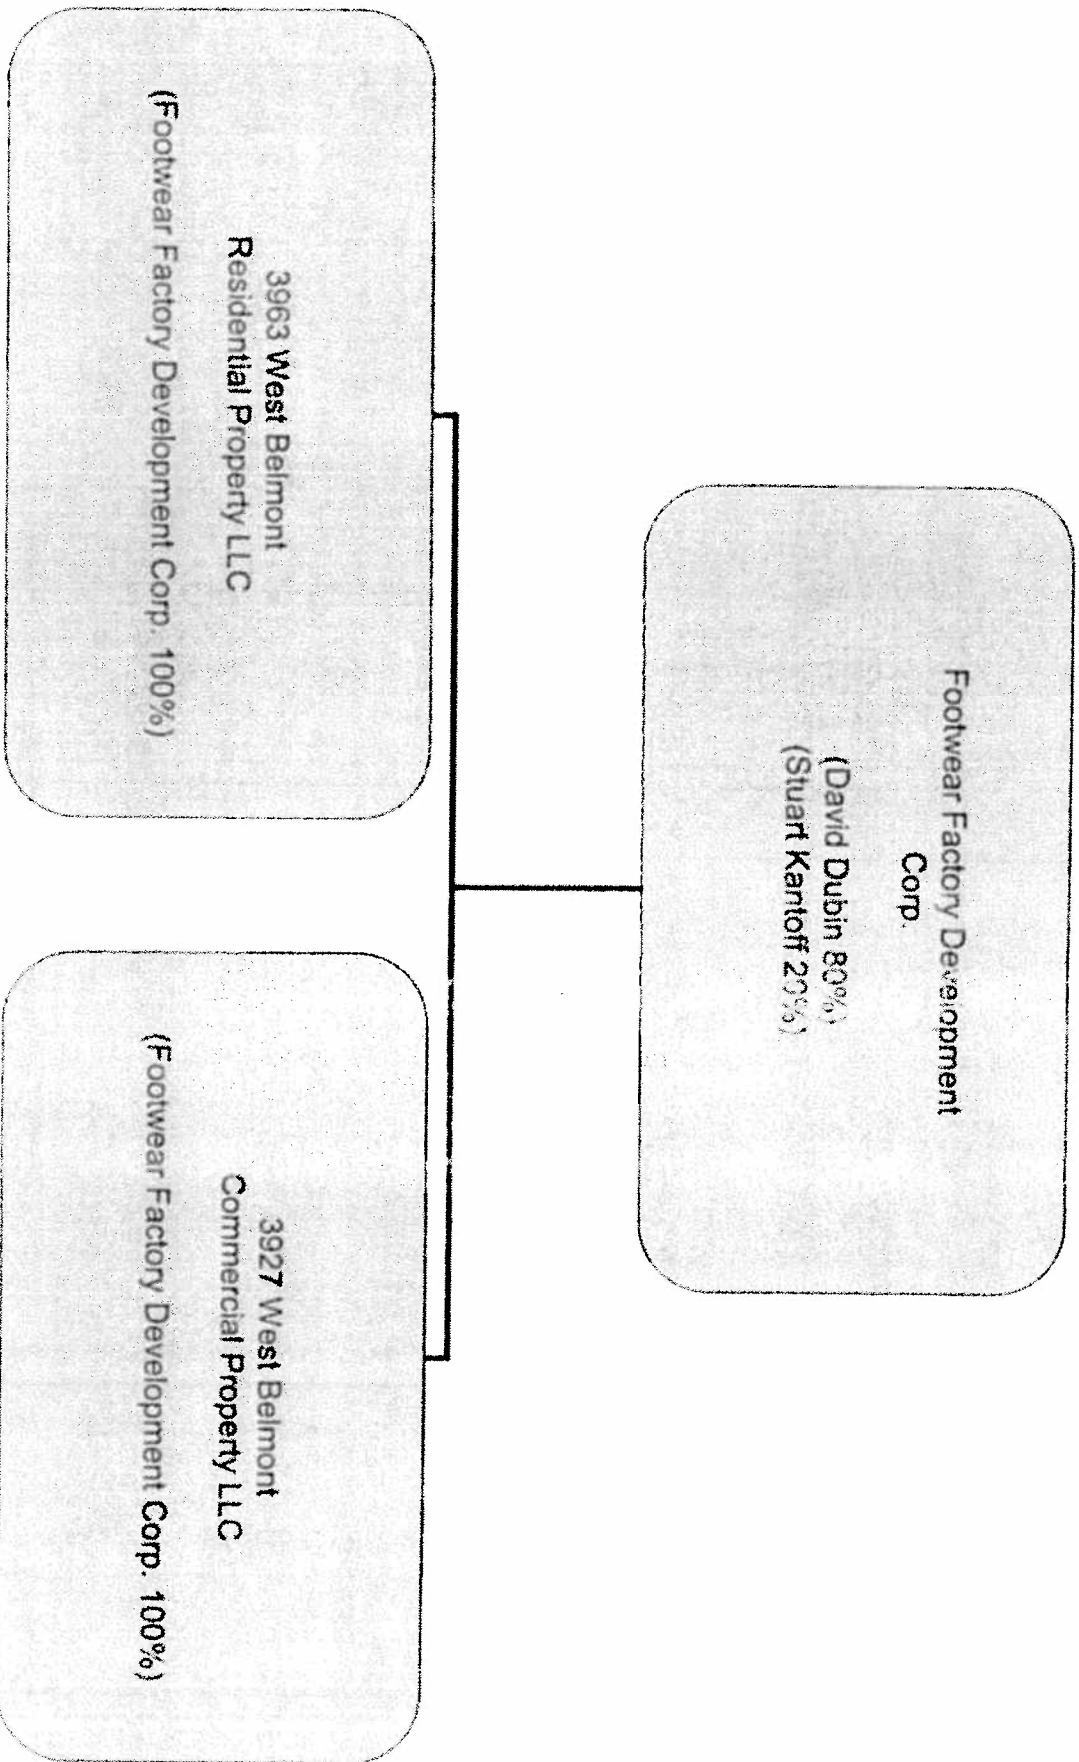 Footwear Factory Development
Corp.
(David Dubin 80%)
(Stuart Kantoff 20%)
3963 West Belmont
Residential Property LLC
(Footwear Factory Development Corp. 100%)
3927 West Belmont
Commercial Property LLC
(Footwear Factory Development Corp. 100%)